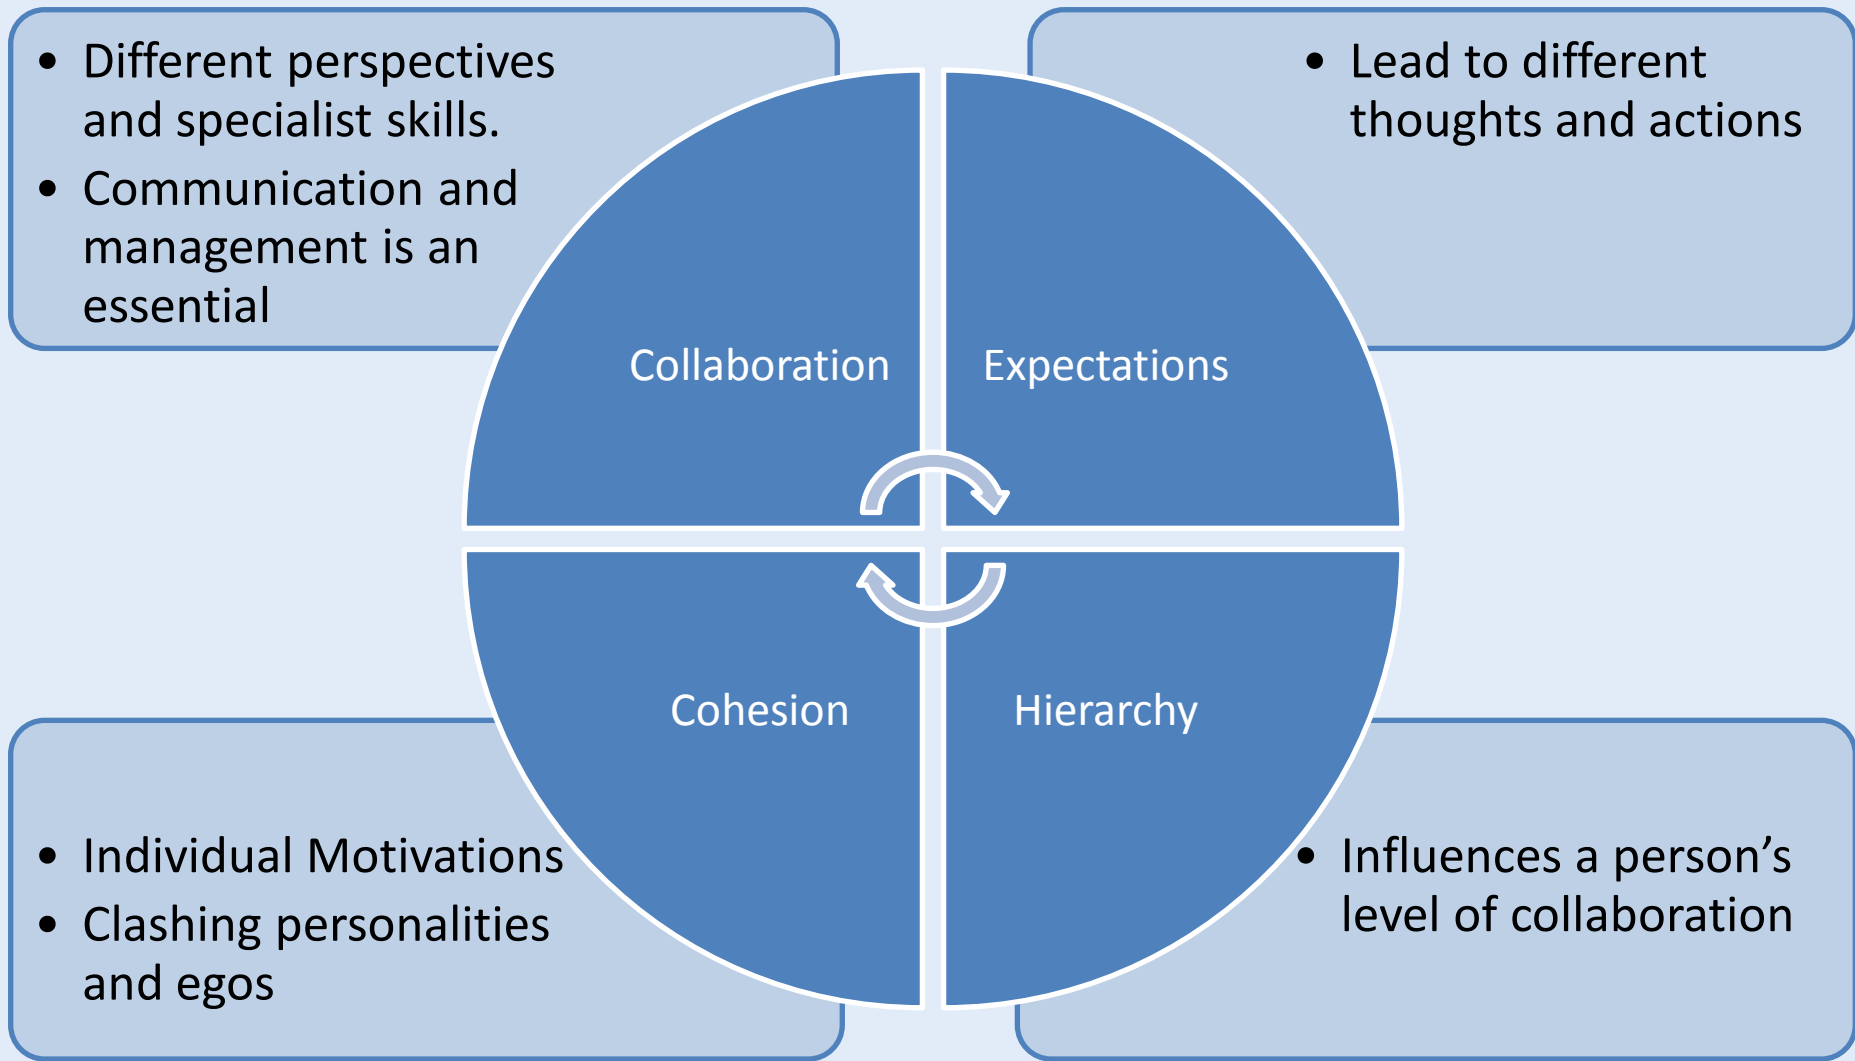 • Different perspectives
and specialist skills.
• Communication and
management is an
essential
• Lead to different
thoughts and actions
Collaboration
Expectations
Cohesion
Hierarchy
• Individual Motivations
• Clashing personalities
and egos
• Influences a person’s
level of collaboration